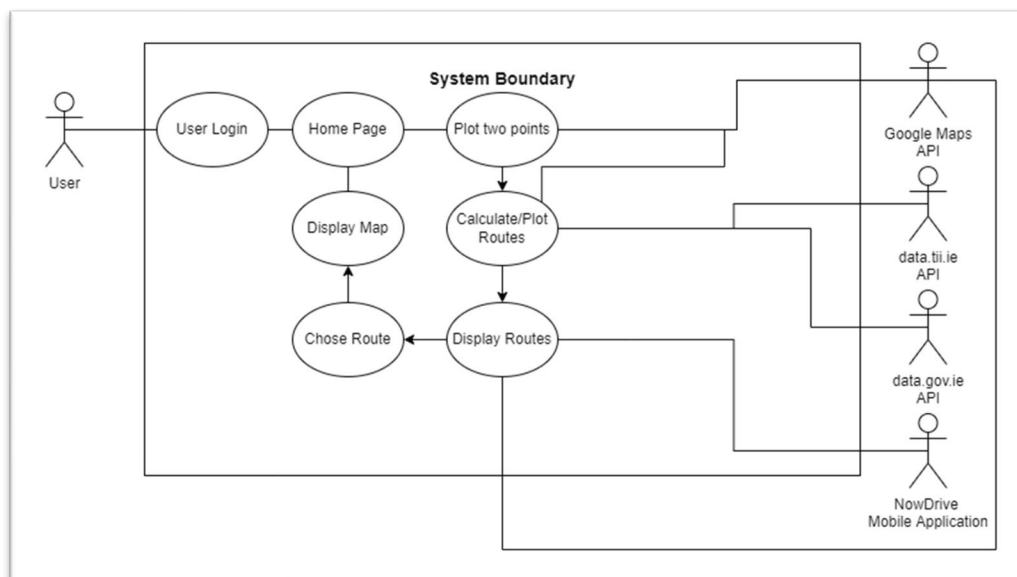 System Boundary
User
User Login
Home Page
Plot two points
Google Maps
API
Display Map
Calculate/Plot
Routes
data.tii.ie
API
Chose Route
Display Routes
data.gov.ie
API
NowDrive
Mobile Application